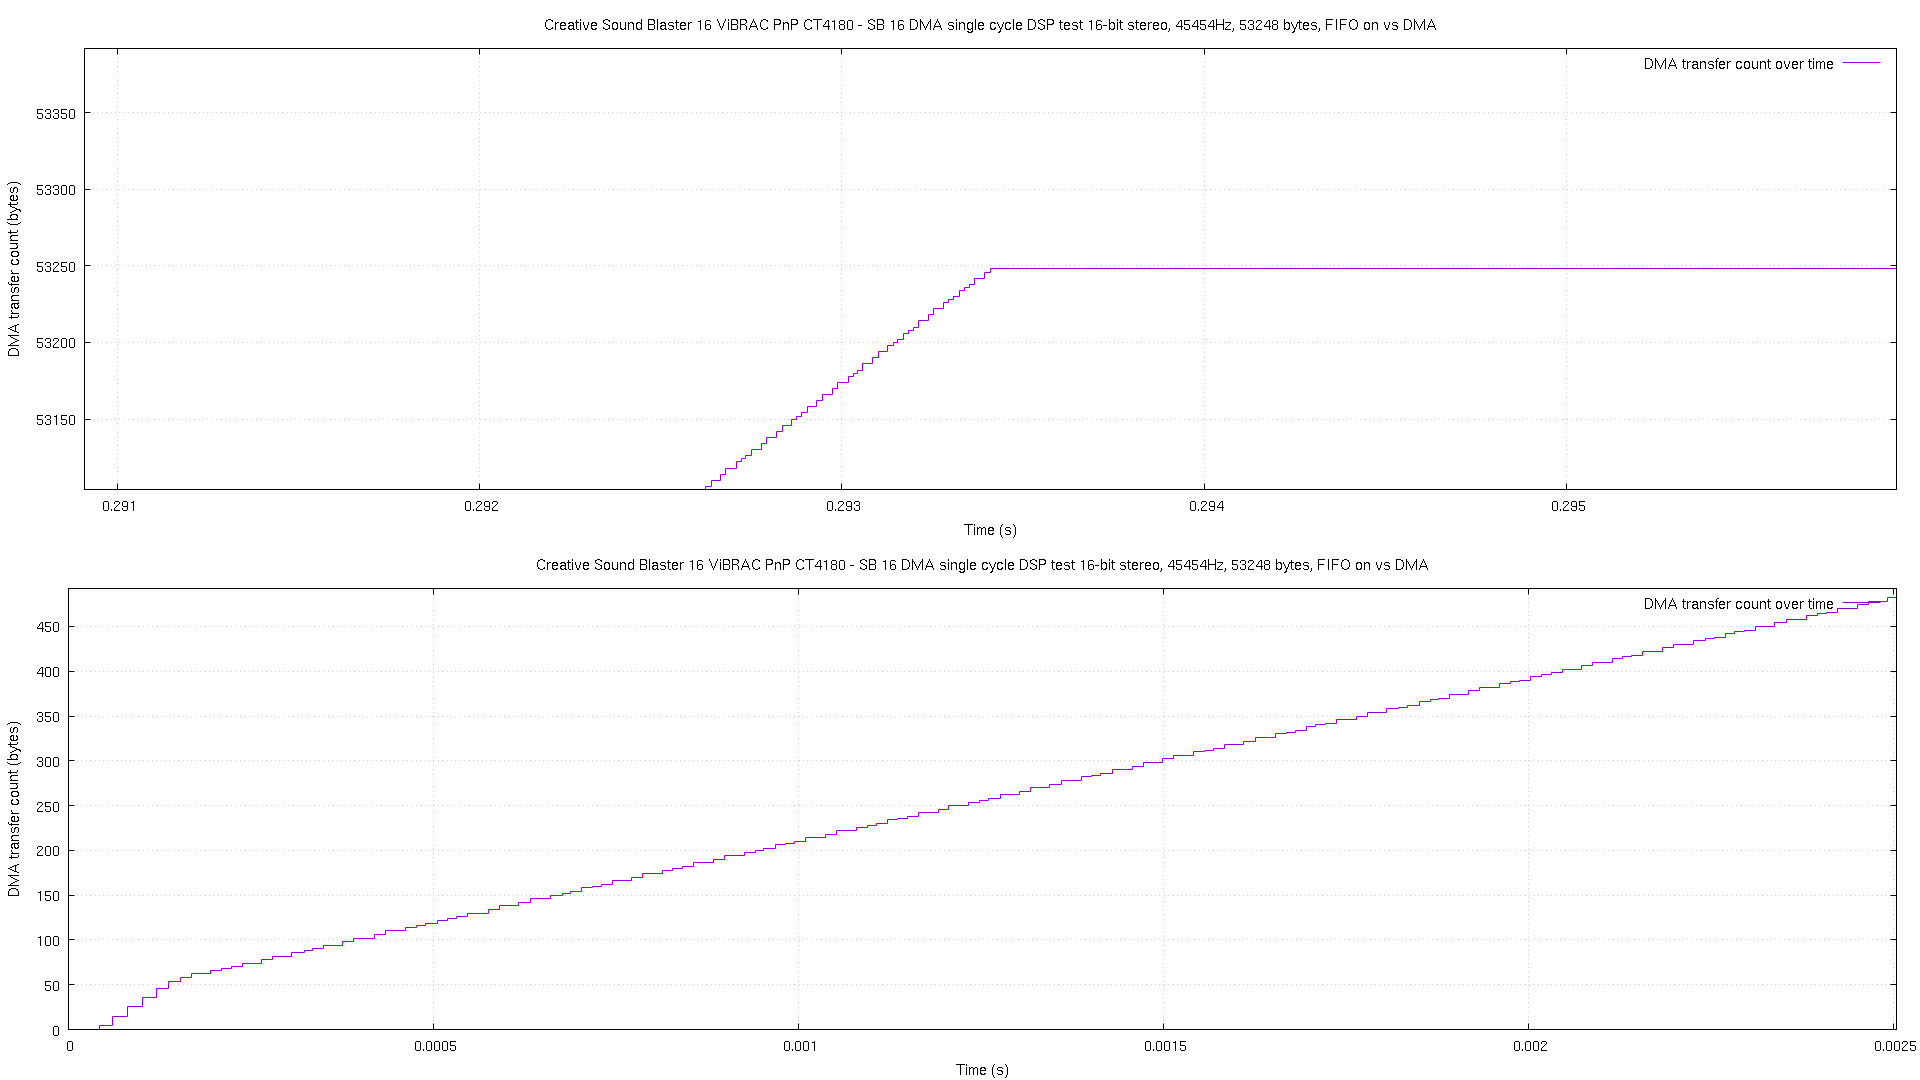 Creative Sound Blaster 16 ViBRAC PnP CT4180 - SB 16 DMA single cycle DSP test 16-bit stereo, 45454Hz, 53248 bytes, FIFO on vs DMA
DMA transfer count over time
53350
53300
53250
53200
53150
DMA transfer count (bytes)
0.291 0.292 0.293 0.294 0.295
Time (s)
Creative Sound Blaster 16 ViBRAC PnP CT4180 - SB 16 DMA single cycle DSP test 16-bit stereo, 45454Hz, 53248 bytes, FIFO on vs DMA
DMA transfer count over time
450
400
350
300
250
200
150
100
50
0
DMA transfer count (bytes)
0 0.0005 0.001 0.0015 0.002 0.0025
Time (s)